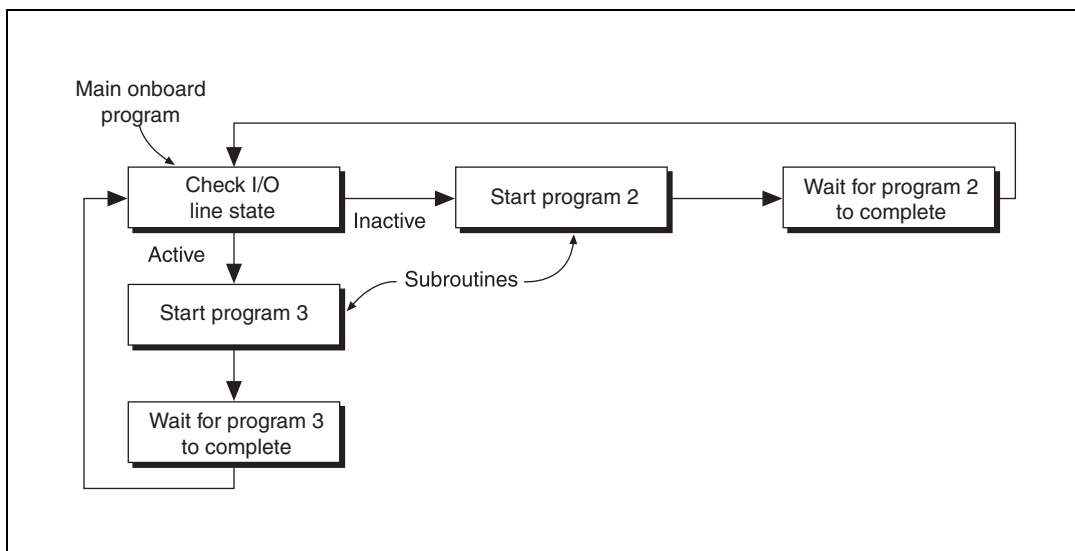 Main onboard
program
Check I/O
line state
Inactive
Start program 2
Wait for program 2
to complete
Active
Subroutines
Start program 3
Wait for program 3
to complete